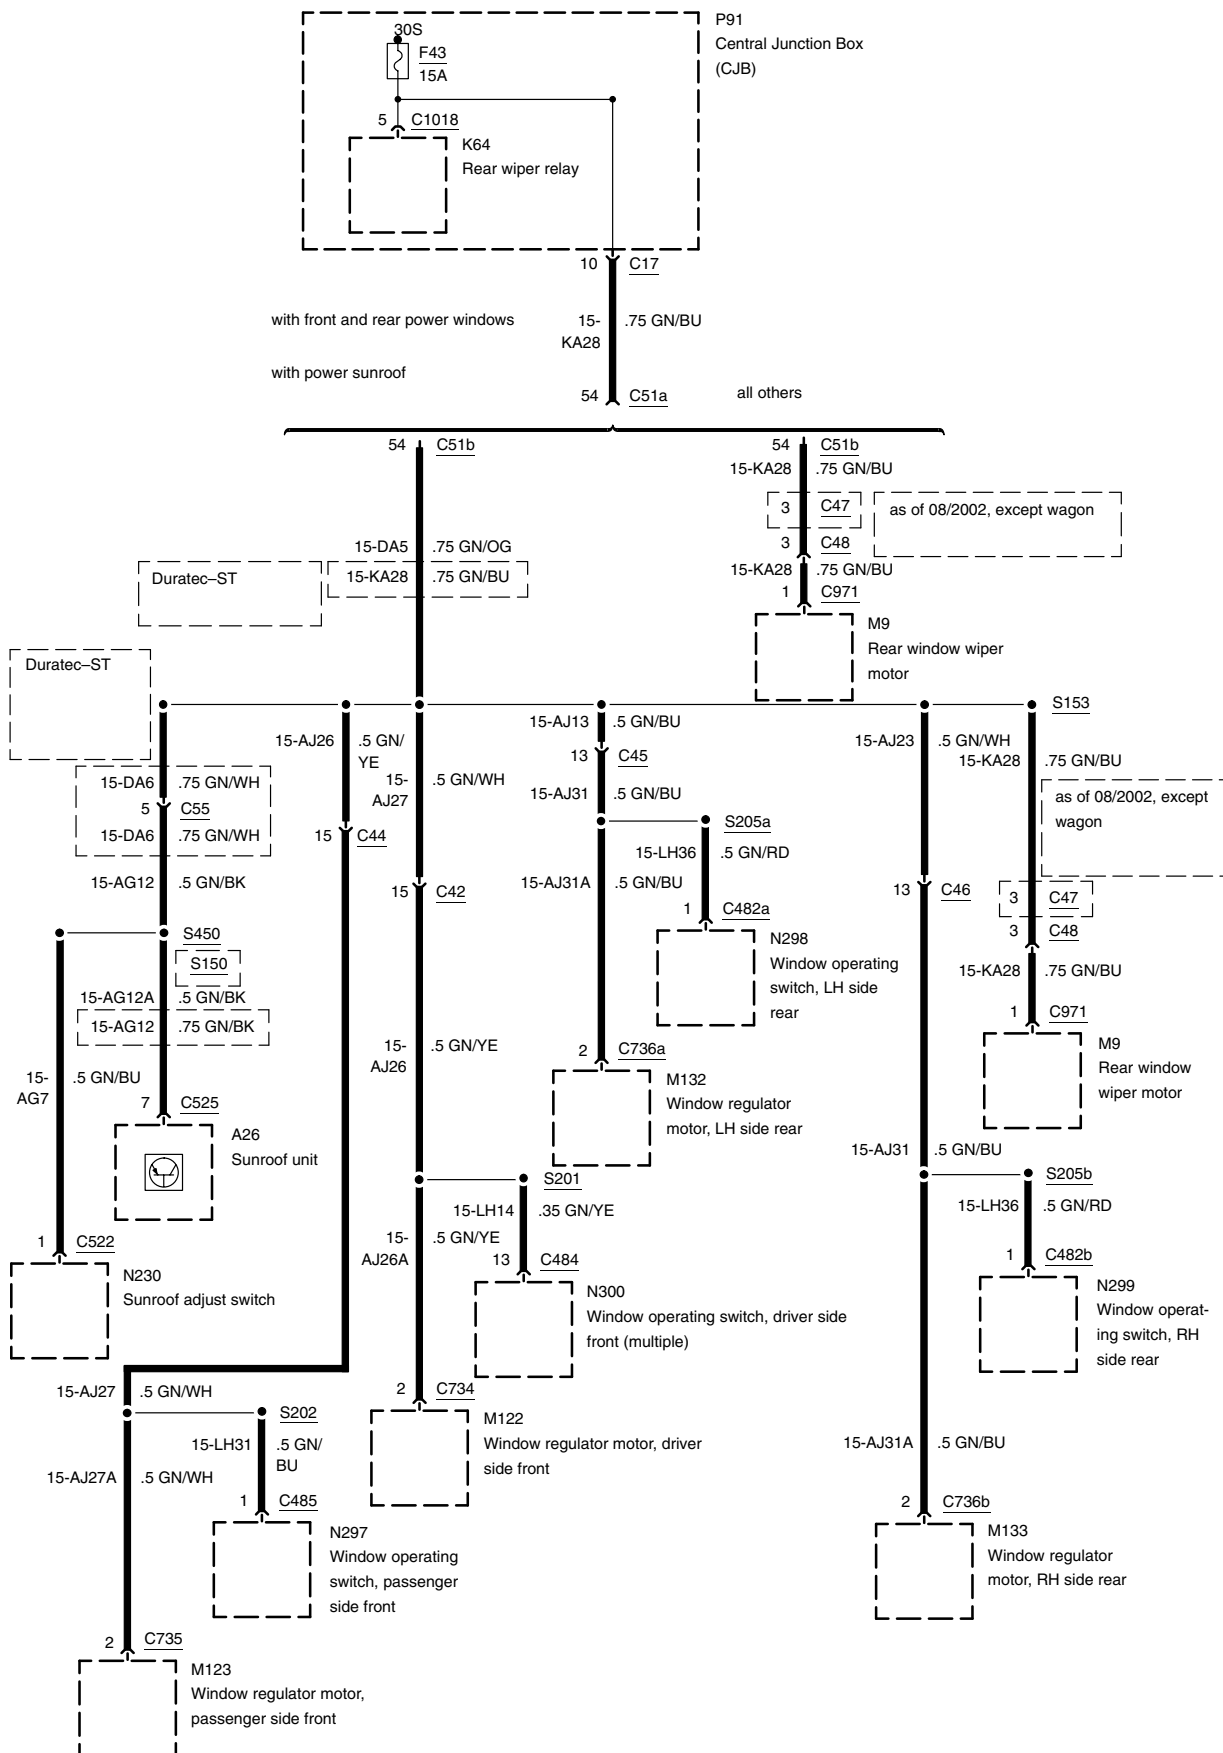 P91
30S
F43
Central Junction Box
(CJB)
15A
5 C1018
K64
Rear wiper relay
10 C17
with front and rear power windows
15-
KA28
.75 GN/BU
with power sunroof
54 C51a
all others
54 C51b
54 C51b
15-KA28 .75 GN/BU
3 C47
as of 08/2002, except wagon
3 C48
15-DA5 .75 GN/OG
15-KA28 .75 GN/BU
Duratec–ST
15-KA28 .75 GN/BU
1 C971
M9
Rear window wiper
motor
Duratec–ST
S153
15-AJ26 .5 GN/
YE
15-AJ13 .5 GN/BU
15-AJ23 .5 GN/WH
13 C45
15-KA28 .75 GN/BU
15-DA6 .75 GN/WH
15-
AJ27
.5 GN/WH
15-AJ31 .5 GN/BU
as of 08/2002, except
wagon
5 C55
15-DA6 .75 GN/WH
15 C44
S205a
15-LH36 .5 GN/RD
15-AG12 .5 GN/BK
15 C42
15-AJ31A .5 GN/BU
13 C46
3 C47
1 C482a
S450
3 C48
N298
Window operating
switch, LH side
rear
S150
15-KA28 .75 GN/BU
15-AG12A .5 GN/BK
15-AG12 .75 GN/BK
1 C971
15-
AJ26
.5 GN/YE
2 C736a
M9
Rear window
wiper motor
15-
AG7
.5 GN/BU
M132
Window regulator
motor, LH side rear
7 C525
A26
Sunroof unit
15-AJ31 .5 GN/BU
S201
S205b
15-LH14 .35 GN/YE
15-LH36 .5 GN/RD
15-
AJ26A
.5 GN/YE
1 C522
13 C484
1 C482b
N230
Sunroof adjust switch
N300
Window operating switch, driver side
front (multiple)
N299
Window operat-
ing switch, RH
side rear
15-AJ27 .5 GN/WH
2 C734
S202
M122
Window regulator motor, driver
side front
15-LH31 .5 GN/
BU
15-AJ31A .5 GN/BU
15-AJ27A .5 GN/WH
1 C485
2 C736b
N297
Window operating
switch, passenger
side front
M133
Window regulator
motor, RH side rear
2 C735
M123
Window regulator motor,
passenger side front